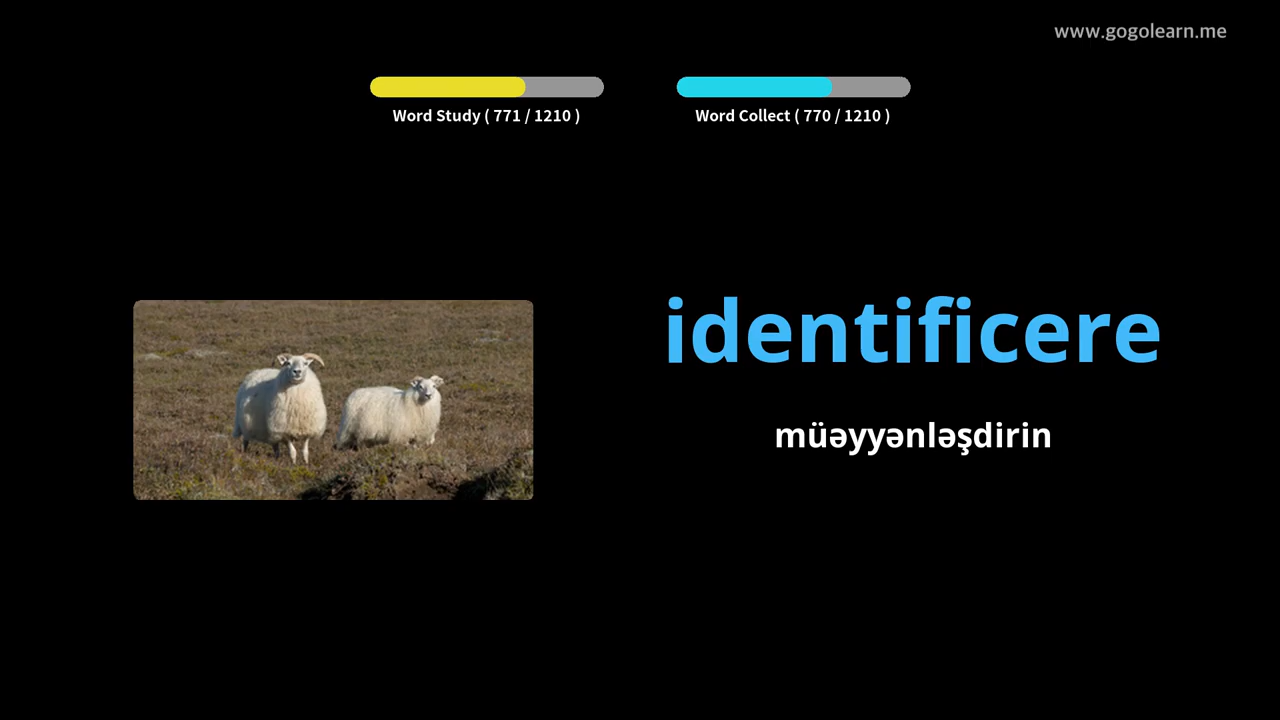 www.gogolearn.me
Word Study ( 771 / 1210 )
Word Collect ( 770 / 1210 )
identificere
müəyyənləşdirin